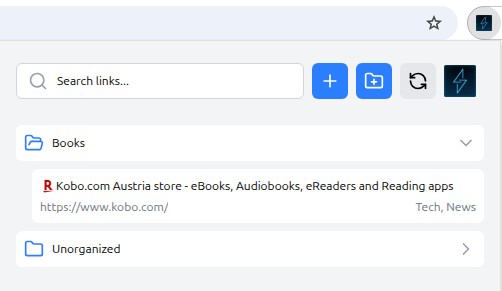 Search links...
Books
R Kobo.com Austria store - eBooks, Audiobooks, eReaders and Reading apps
https://www.kobo.com/ Tech, News
Unorganized